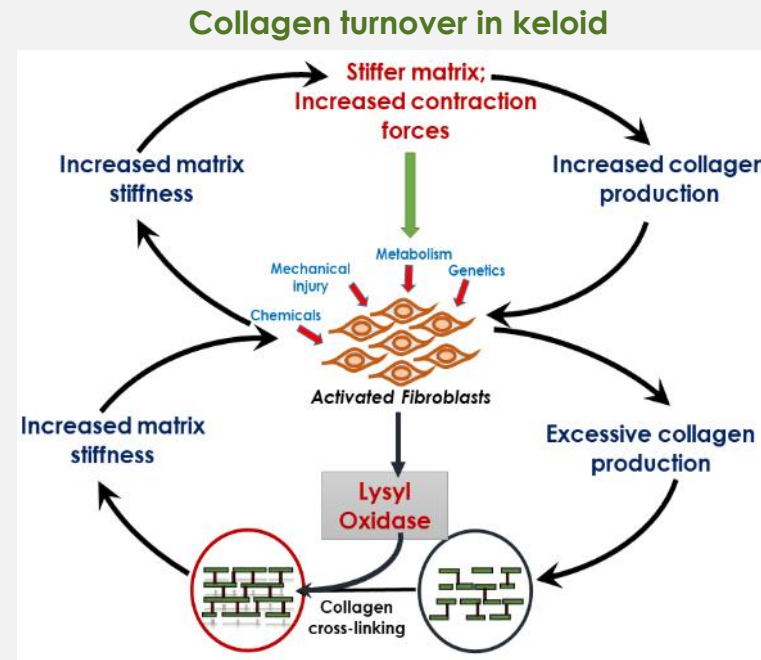 Collagen turnover in keloid
Stiffer matrix;
Increased contraction
forces
Increased matrix
stiffness
Increased collagen
production
Metabolism
Mechanical
injury
Genetics
Chemicals
Activated Fibroblasts
Increased matrix
stiffness
Excessive collagen
production
Lysyl
Oxidase
Collagen
cross-linking